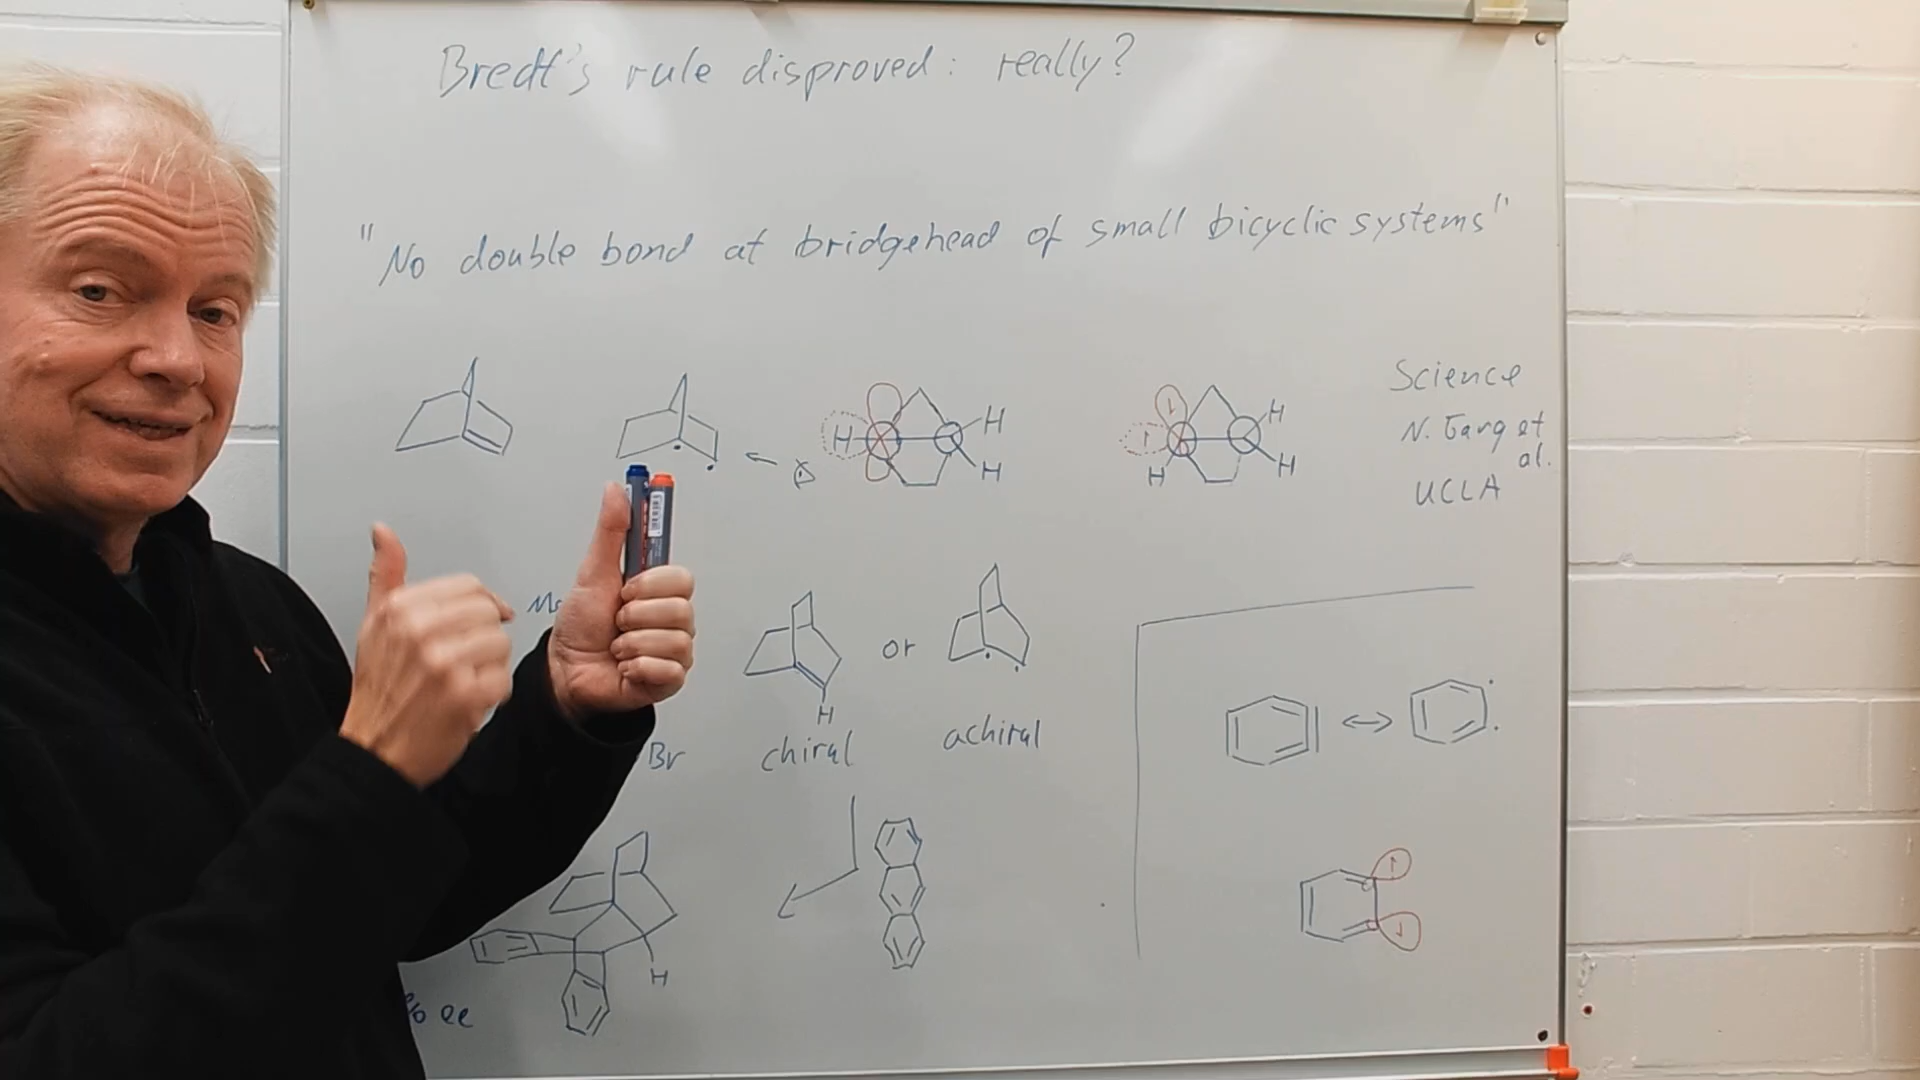 Bredt's rule disproved: really?
"No double bond at bridgehead of small bicyclic systems"
H H H
H H H
Science
N. Garg et
al.
UCLA
or
H
Br chiral achiral
H
% ee